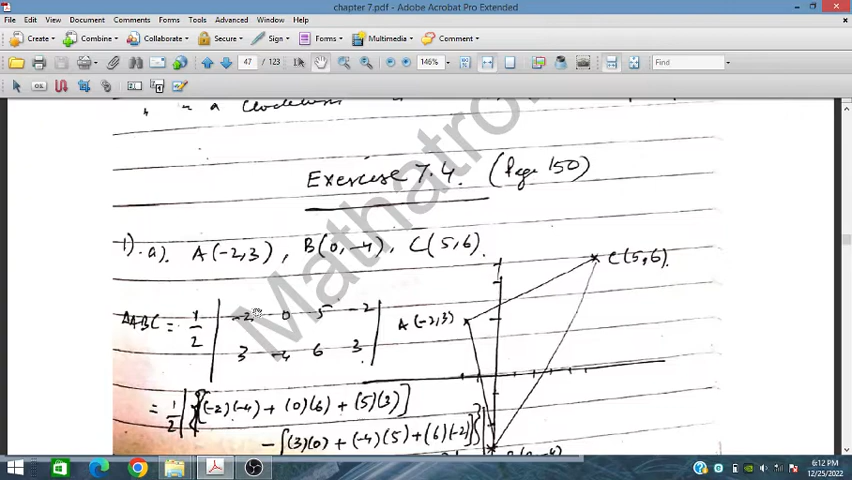 chapter 7.pdf - Adobe Acrobat Pro Extended
File Edit View Document Comments Forms Tools Advanced Window Help
Create Combine Collaborate Secure Sign Forms Multimedia Comment
47 / 123 146% Find
in a clockwise
Exercise 7.4. (Page 150)
1).a). A(-2,3), B(0,-4), C(5,6).
C(5,6).
ΔABC = 1/2 | -2 0 5 -2 | A(-2,3)
3 -4 6 3
= 1/2 |{[(-2)(-4) + (0)(6) + (5)(3)]
- [(3)(0) + (-4)(5) + (6)(-2)]}|
Mathatro
6:12 PM
12/25/2022